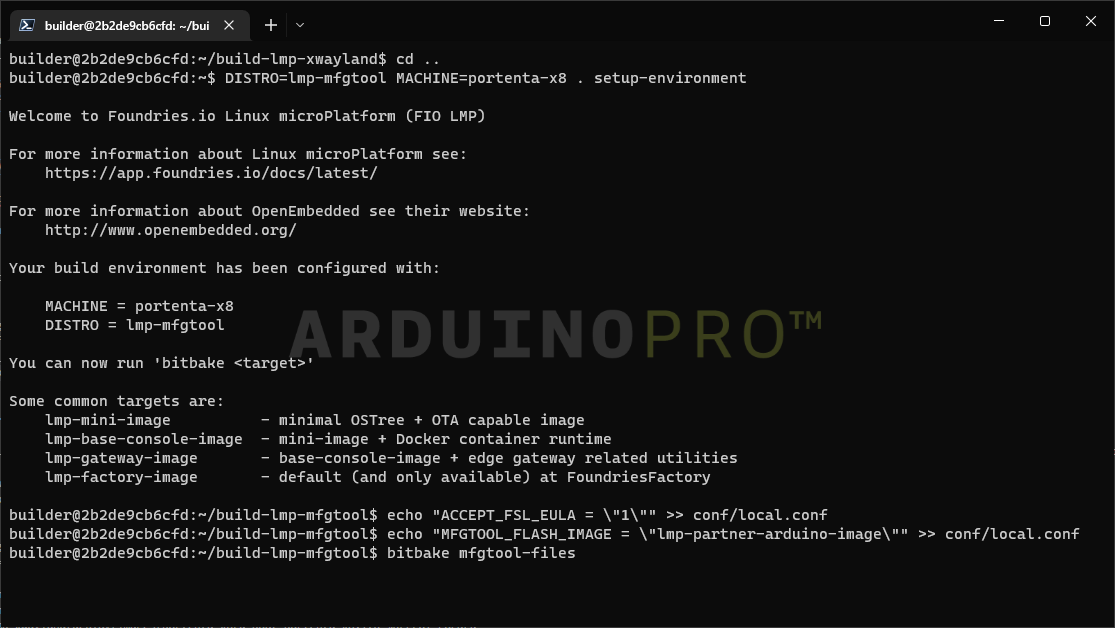 builder@2b2de9cb6cfd: ~/bui
builder@2b2de9cb6cfd:~/build-lmp-xwayland$ cd ..
builder@2b2de9cb6cfd:~$ DISTRO=lmp-mfgtool MACHINE=portenta-x8 . setup-environment
Welcome to Foundries.io Linux microPlatform (FIO LMP)
For more information about Linux microPlatform see:
https://app.foundries.io/docs/latest/
For more information about OpenEmbedded see their website:
http://www.openembedded.org/
Your build environment has been configured with:
MACHINE = portenta-x8
DISTRO = lmp-mfgtool
ARDUINOPRO™
You can now run 'bitbake <target>'
Some common targets are:
lmp-mini-image - minimal OSTree + OTA capable image
lmp-base-console-image - mini-image + Docker container runtime
lmp-gateway-image - base-console-image + edge gateway related utilities
lmp-factory-image - default (and only available) at FoundriesFactory
builder@2b2de9cb6cfd:~/build-lmp-mfgtool$ echo "ACCEPT_FSL_EULA = \"1\"" >> conf/local.conf
builder@2b2de9cb6cfd:~/build-lmp-mfgtool$ echo "MFGTOOL_FLASH_IMAGE = \"lmp-partner-arduino-image\"" >> conf/local.conf
builder@2b2de9cb6cfd:~/build-lmp-mfgtool$ bitbake mfgtool-files